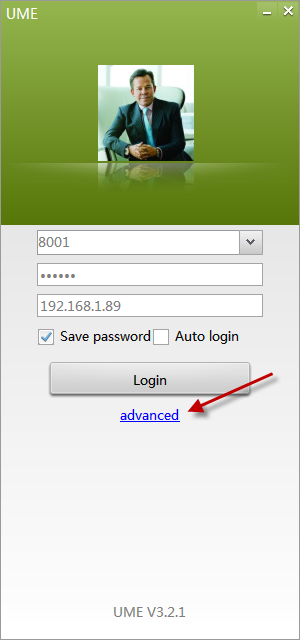 UME
8001
••••••
192.168.1.89
Save password Auto login
Login
advanced
UME V3.2.1